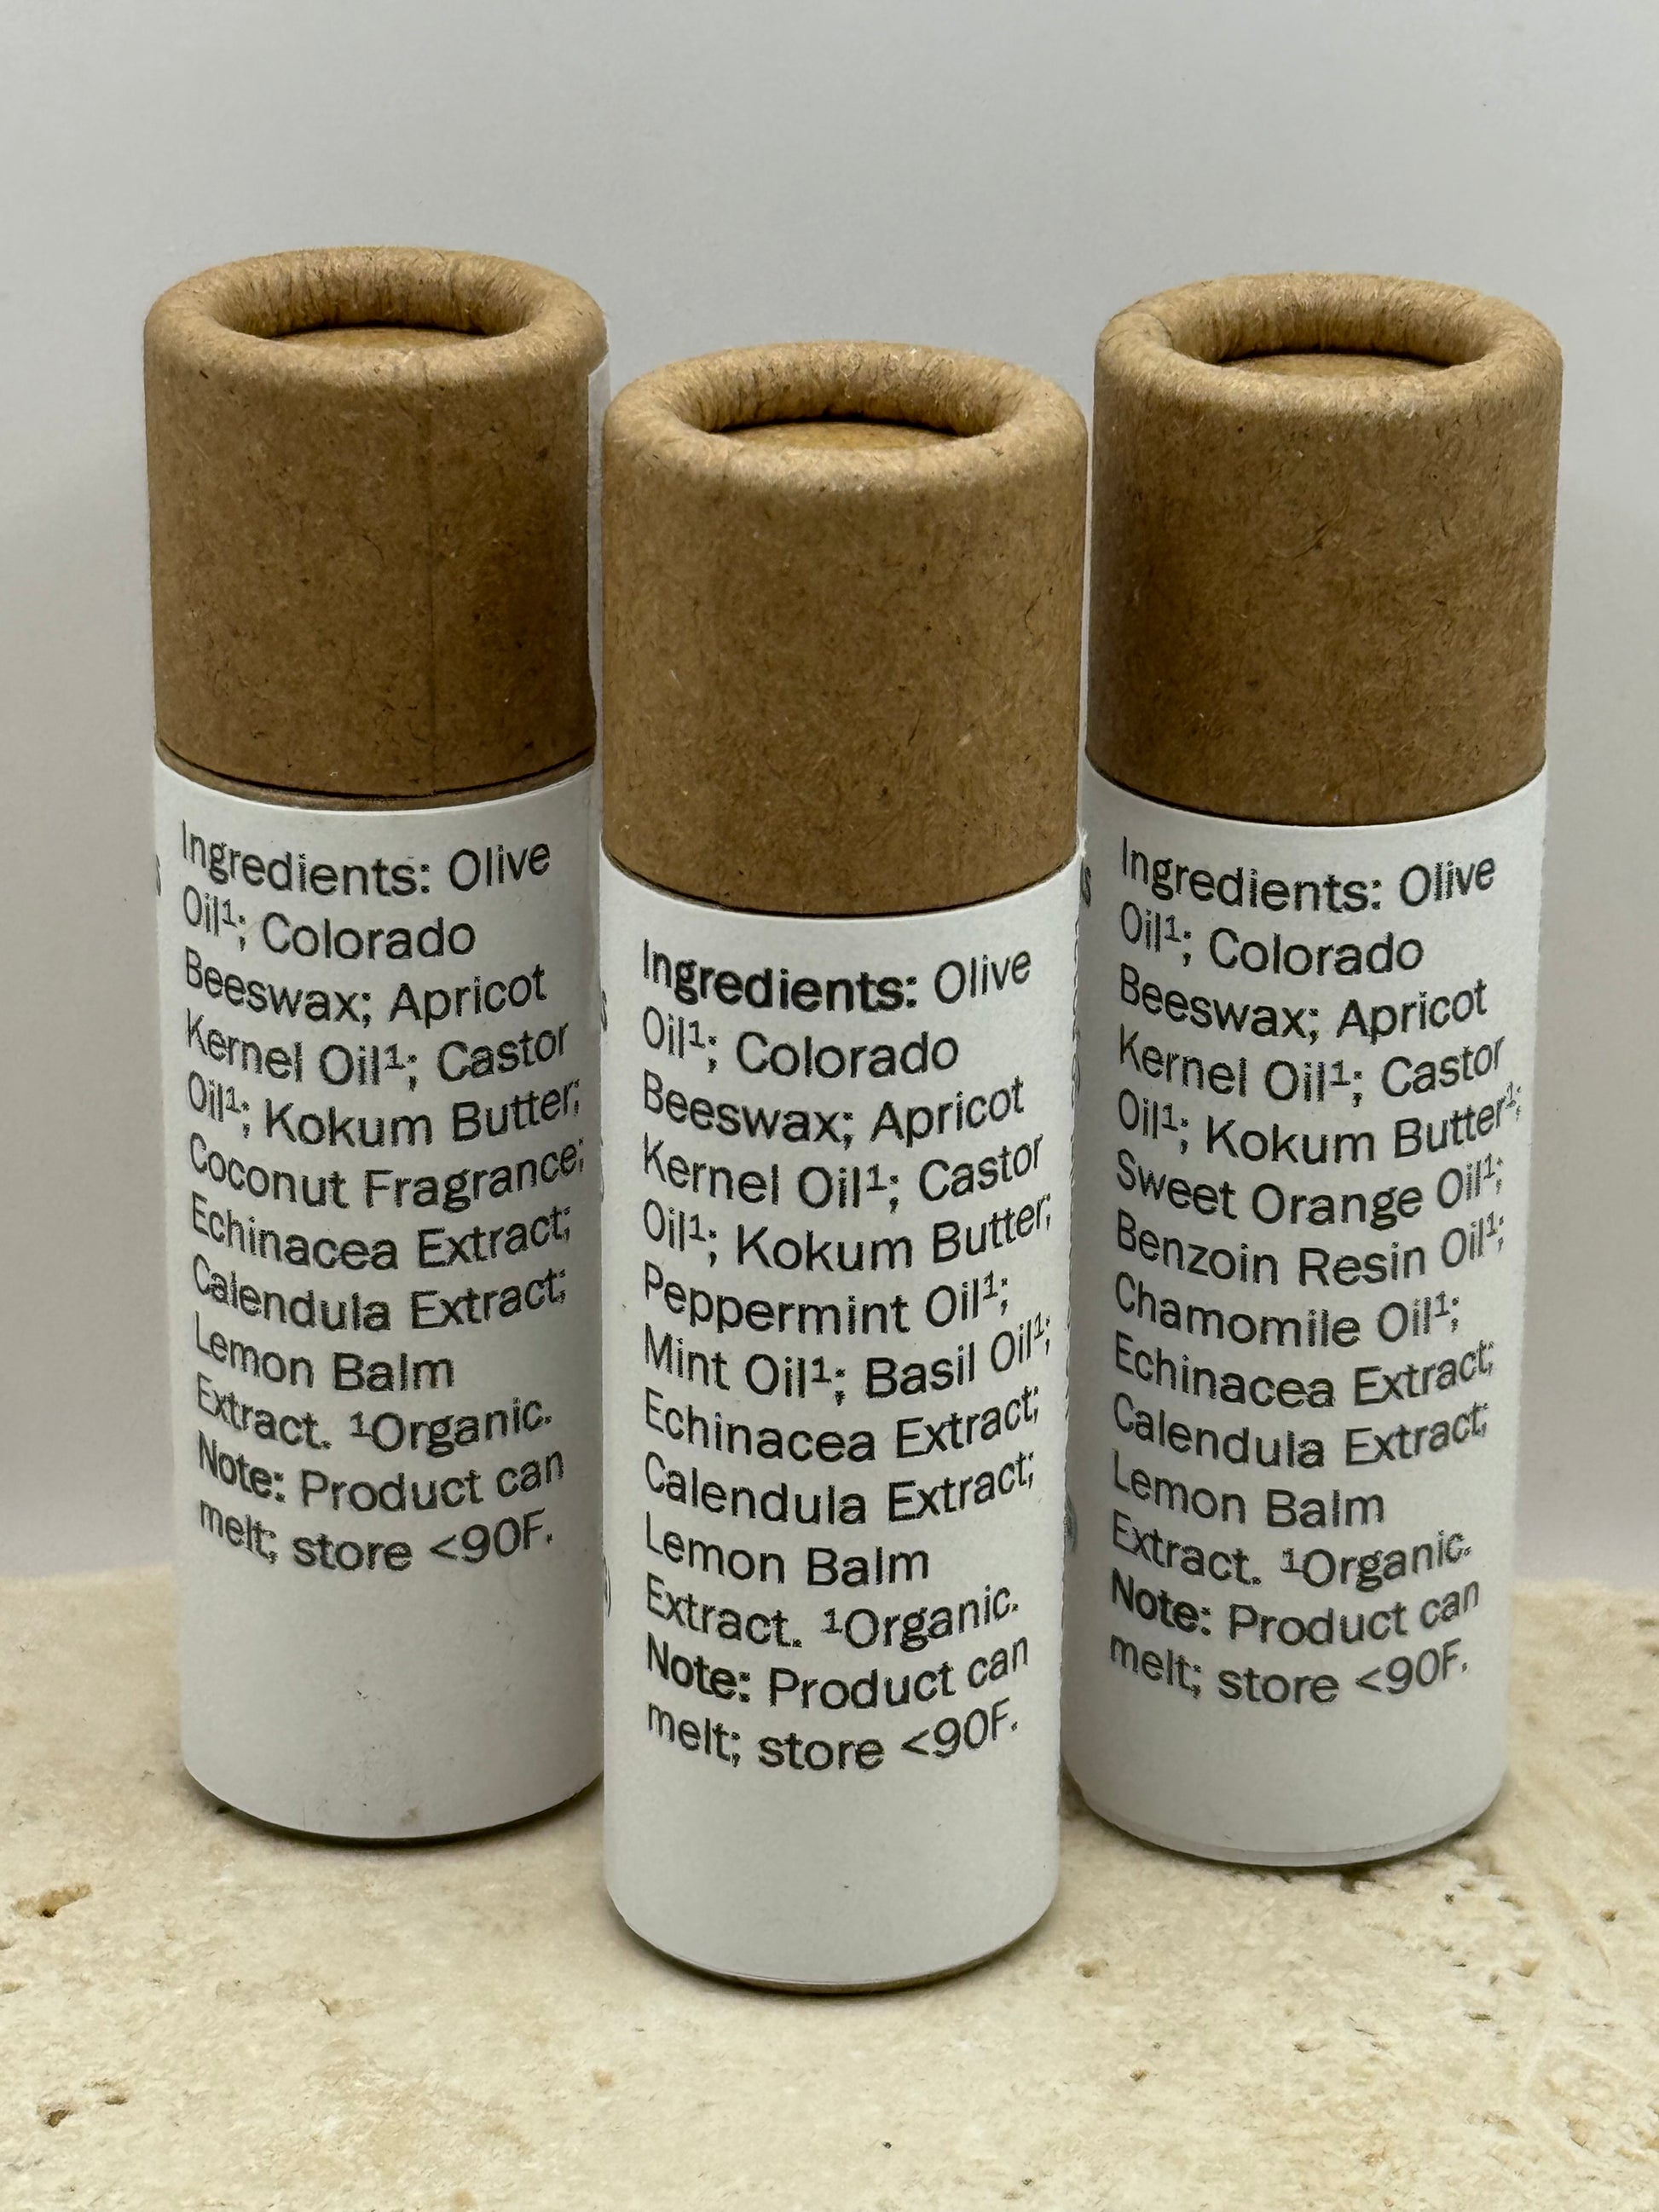 Ingredients: Olive
Oil¹; Colorado
Beeswax; Apricot
Kernel Oil¹; Castor
Oil¹; Kokum Butter;
Coconut Fragrance;
Echinacea Extract;
Calendula Extract;
Lemon Balm
Extract. ¹Organic.
Note: Product can
melt; store <90F.
Ingredients: Olive
Oil¹; Colorado
Beeswax; Apricot
Kernel Oil¹; Castor
Oil¹; Kokum Butter;
Peppermint Oil¹;
Mint Oil¹; Basil Oil¹;
Echinacea Extract;
Calendula Extract;
Lemon Balm
Extract. ¹Organic.
Note: Product can
melt; store <90F.
Ingredients: Olive
Oil¹; Colorado
Beeswax; Apricot
Kernel Oil¹; Castor
Oil¹; Kokum Butter¹;
Sweet Orange Oil¹;
Benzoin Resin Oil¹;
Chamomile Oil¹;
Echinacea Extract;
Calendula Extract;
Lemon Balm
Extract. ¹Organic.
Note: Product can
melt; store <90F.